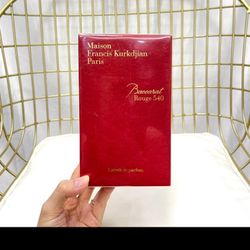 Maison
Francis Kurkdjian
Paris
Baccarat
Rouge 540
Extrait de parfum